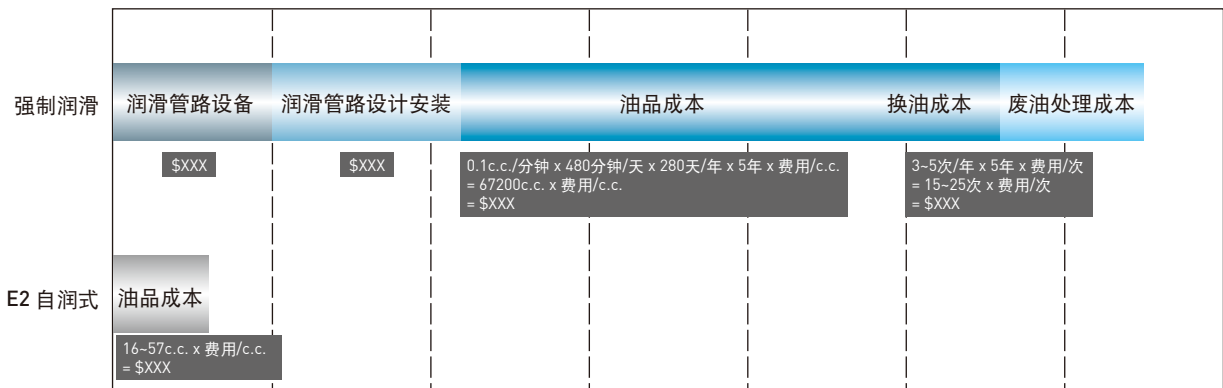 强制润滑
润滑管路设备
润滑管路设计安装
油品成本
换油成本
废油处理成本
$XXX
$XXX
0.1c.c./分钟 x 480分钟/天 x 280天/年 x 5年 x 费用/c.c.
= 67200c.c. x 费用/c.c.
= $XXX
3~5次/年 x 5年 x 费用/次
= 15~25次 x 费用/次
= $XXX
E2 自润式
油品成本
16~57c.c. x 费用/c.c.
= $XXX